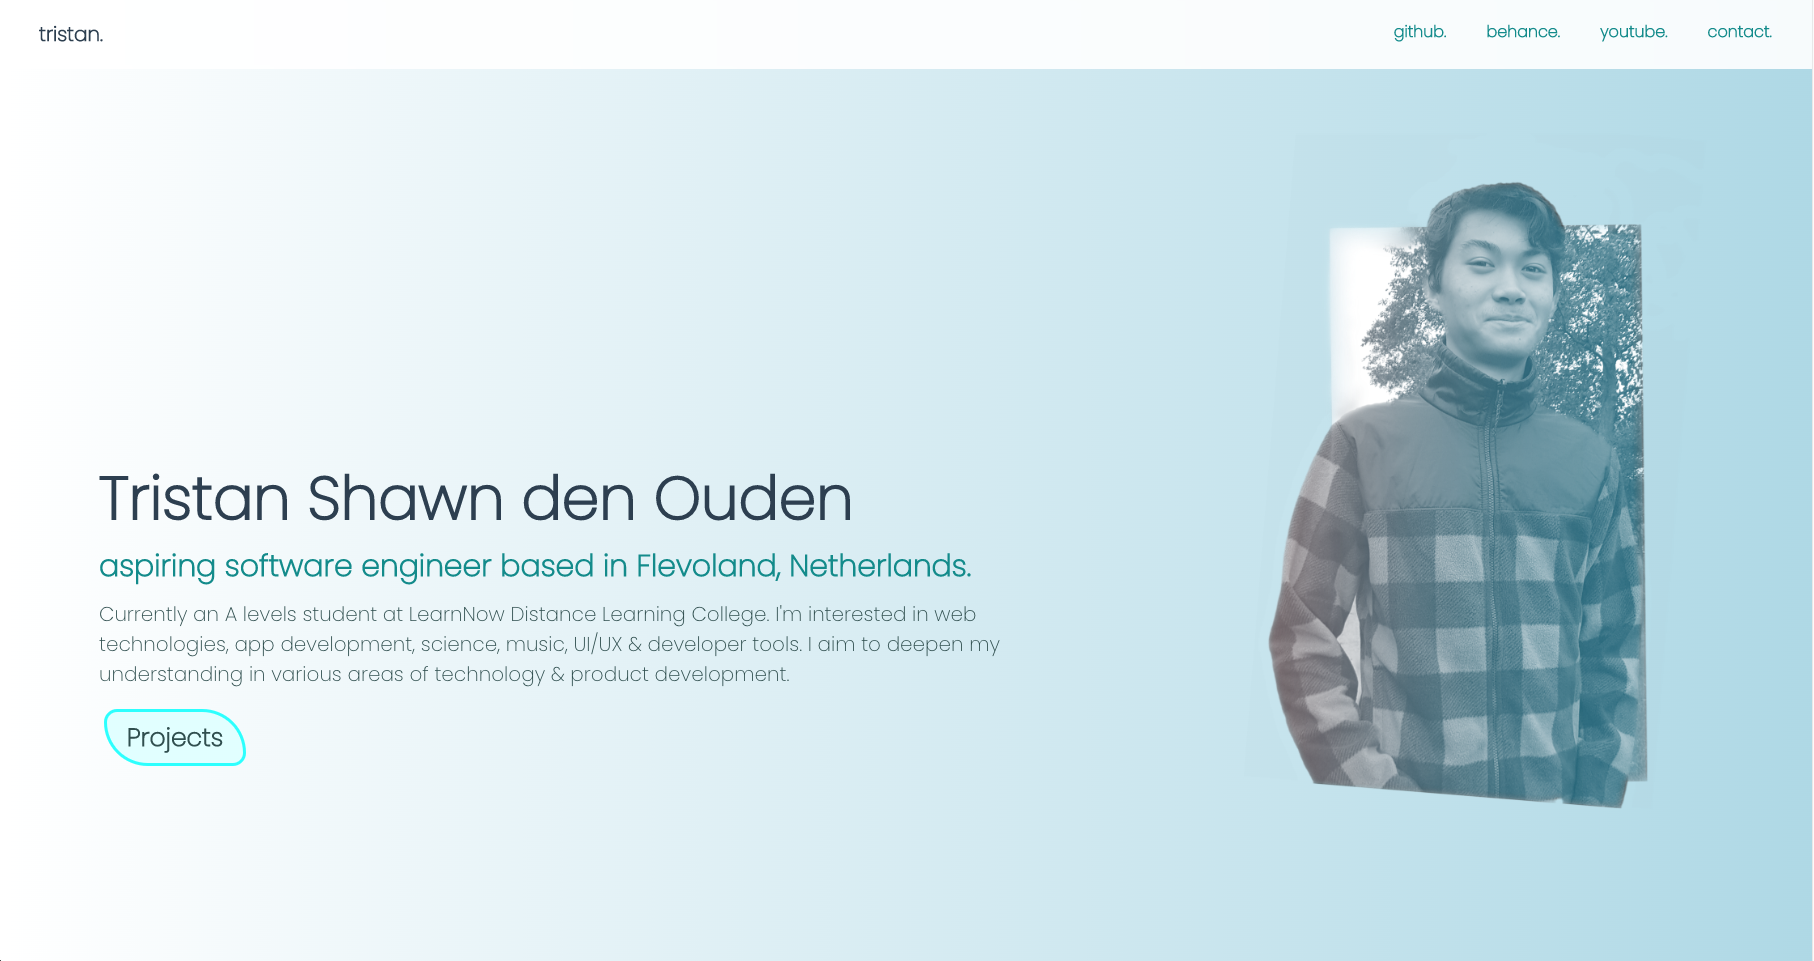 tristan.
github. behance. youtube. contact.
Tristan Shawn den Ouden
aspiring software engineer based in Flevoland, Netherlands.
Currently an A levels student at LearnNow Distance Learning College. I'm interested in web
technologies, app development, science, music, UI/UX & developer tools. I aim to deepen my
understanding in various areas of technology & product development.
Projects